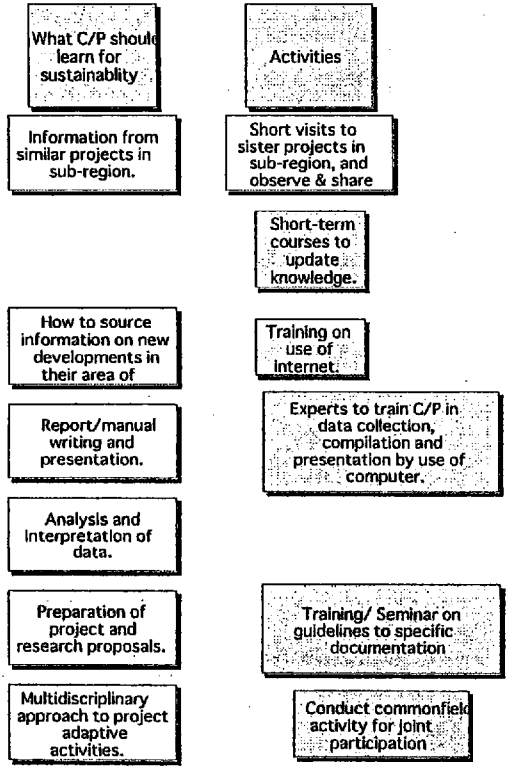 What C/P should
learn for
sustainablity
Activities
Information from
similar projects in
sub-region.
Short visits to
sister projects in
sub-region, and
observe & share
Short-term
courses to
update
knowledge.
How to source
information on new
developments in
their area of
Training on
use of
Internet.
Report/manual
writing and
presentation.
Experts to train C/P in
data collection,
compilation and
presentation by use of
computer.
Analysis and
Interpretation of
data.
Preparation of
project and
research proposals.
Training/ Seminar on
guidelines to specific
documentation
Multidiscriplinary
approach to project
adaptive
activities.
Conduct commonfield
activity for joint
participation